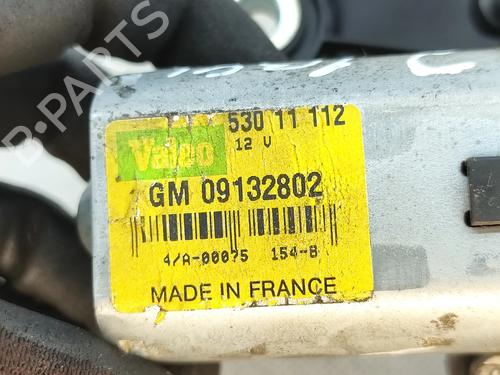 530 11 112
Valeo
12 V
GM 09132802
4/A-00075 154-B
MADE IN FRANCE
B-PARTS